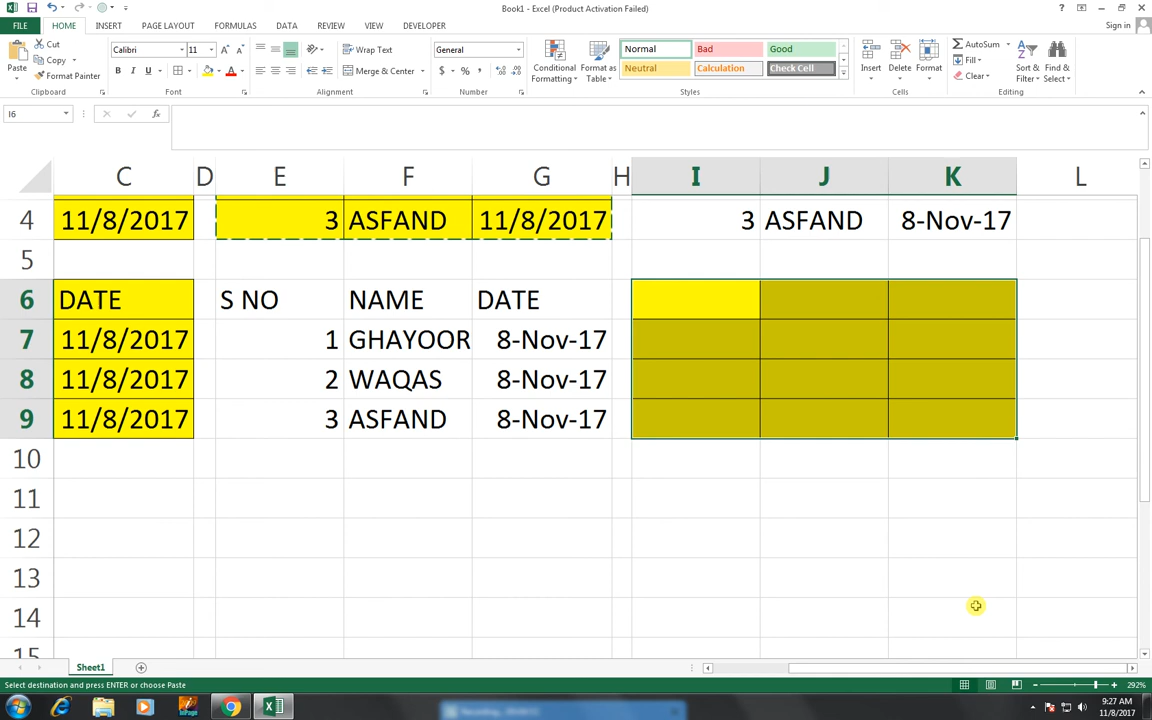 Book1 - Excel (Product Activation Failed)
FILE HOME INSERT PAGE LAYOUT FORMULAS DATA REVIEW VIEW DEVELOPER Sign in
Cut
Copy
Format Painter
Paste
Clipboard
Calibri 11
B I U
Font
Wrap Text
Merge & Center
Alignment
General
$ % ,
Number
Conditional Formatting
Format as Table
Normal Bad Good
Neutral Calculation Check Cell
Styles
Insert Delete Format
Cells
AutoSum
Fill
Clear
Sort & Filter
Find & Select
Editing
I6 fx
C D E F G H I J K L
4 11/8/2017 3 ASFAND 11/8/2017 3 ASFAND 8-Nov-17
5
6 DATE S NO NAME DATE
7 11/8/2017 1 GHAYOOR 8-Nov-17
8 11/8/2017 2 WAQAS 8-Nov-17
9 11/8/2017 3 ASFAND 8-Nov-17
10
11
12
13
14
15
Sheet1
Select destination and press ENTER or choose Paste 292%
9:27 AM
11/8/2017